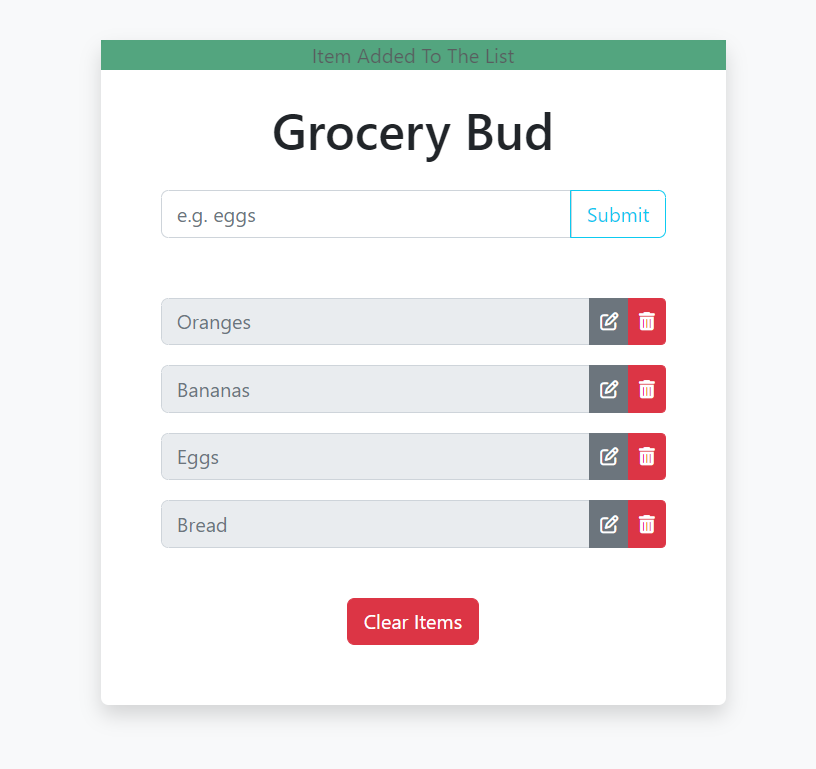 Item Added To The List
Grocery Bud
e.g. eggs
Submit
Oranges
Bananas
Eggs
Bread
Clear Items